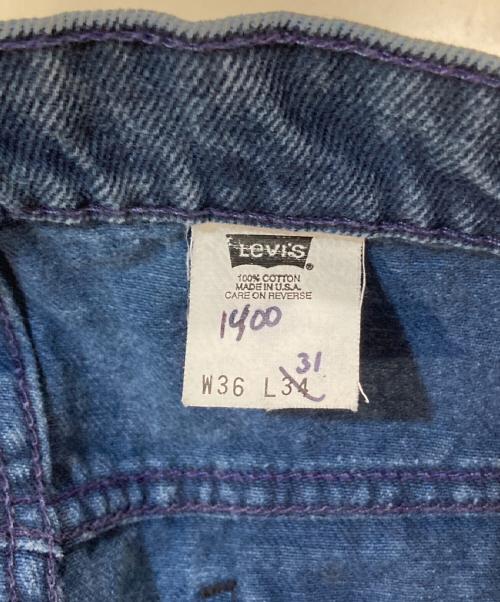 Levi's®
100% COTTON
MADE IN U.S.A.
CARE ON REVERSE
1400
31
W36 L34